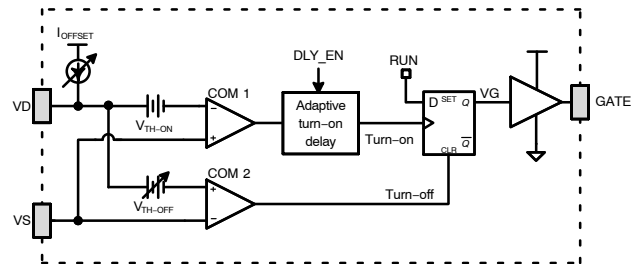 IOFFSET
DLY_EN
RUN
VD
COM 1
−
+
VTH−ON
Adaptive
turn−on
delay
Turn−on
D SET Q
Q
CLR
VG
GATE
COM 2
+
−
VTH−OFF
Turn−off
VS